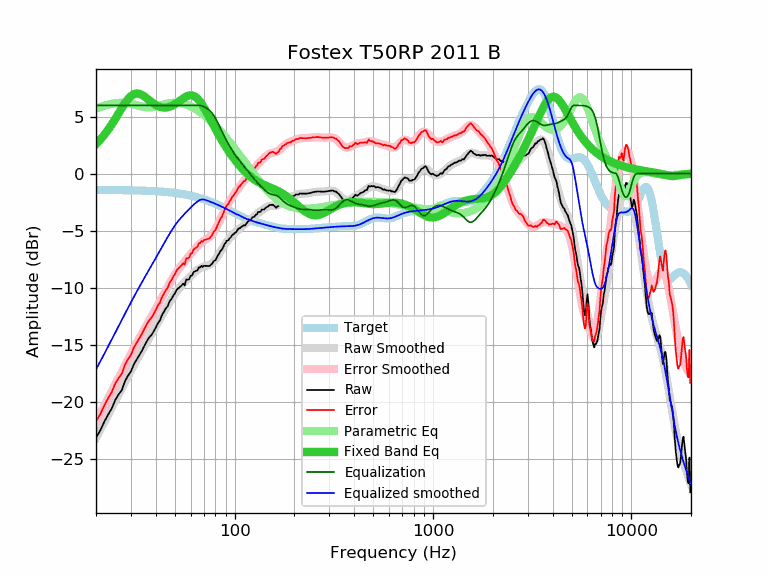 Fostex T50RP 2011 B
Amplitude (dBr)
5
0
−5
−10
−15
−20
−25
Target
Raw Smoothed
Error Smoothed
Raw
Error
Parametric Eq
Fixed Band Eq
Equalization
Equalized smoothed
100
1000
10000
Frequency (Hz)